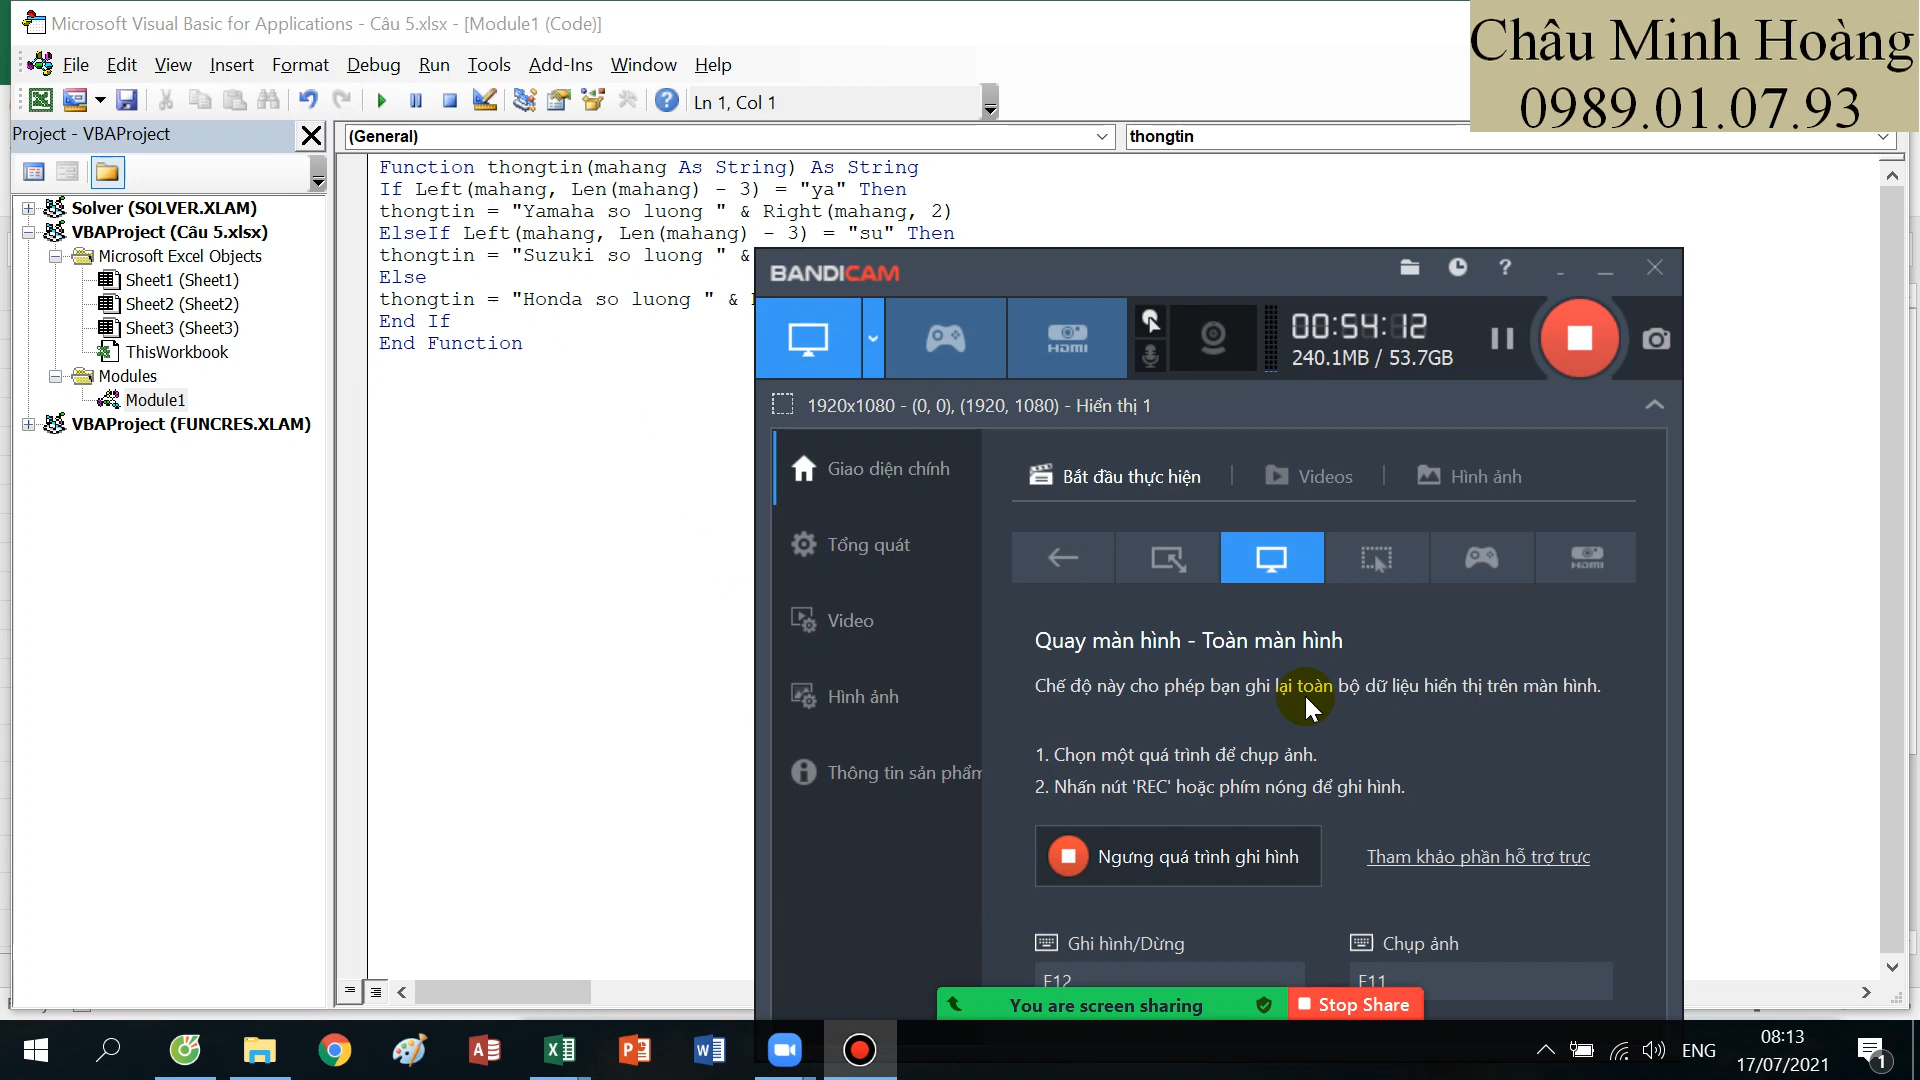 Microsoft Visual Basic for Applications - Câu 5.xlsx - [Module1 (Code)]
Châu Minh Hoàng
0989.01.07.93
File Edit View Insert Format Debug Run Tools Add-Ins Window Help
Ln 1, Col 1
Project - VBAProject
(General)
thongtin
Solver (SOLVER.XLAM)
VBAProject (Câu 5.xlsx)
Microsoft Excel Objects
Sheet1 (Sheet1)
Sheet2 (Sheet2)
Sheet3 (Sheet3)
ThisWorkbook
Modules
Module1
VBAProject (FUNCRES.XLAM)
Function thongtin(mahang As String) As String
If Left(mahang, Len(mahang) - 3) = "ya" Then
thongtin = "Yamaha so luong " & Right(mahang, 2)
ElseIf Left(mahang, Len(mahang) - 3) = "su" Then
thongtin = "Suzuki so luong " &
Else
thongtin = "Honda so luong " &
End If
End Function
BANDICAM
HDMI
00:54:12
240.1MB / 53.7GB
1920x1080 - (0, 0), (1920, 1080) - Hiển thị 1
Giao diện chính
Tổng quát
Video
Hình ảnh
Thông tin sản phẩm
Bắt đầu thực hiện
Videos
Hình ảnh
HDMI
Quay màn hình - Toàn màn hình
Chế độ này cho phép bạn ghi lại toàn bộ dữ liệu hiển thị trên màn hình.
1. Chọn một quá trình để chụp ảnh.
2. Nhấn nút 'REC' hoặc phím nóng để ghi hình.
Ngưng quá trình ghi hình
Tham khảo phần hỗ trợ trực
Ghi hình/Dừng
Chụp ảnh
F12
F11
You are screen sharing
Stop Share
ENG
08:13
17/07/2021
1